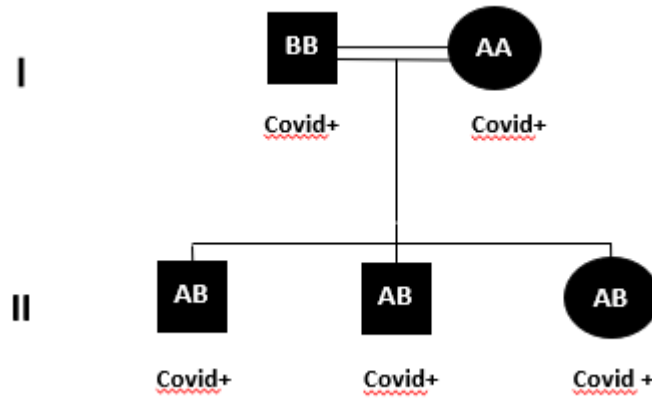 BB AA
I
Covid+ Covid+
AB AB AB
II
Covid+ Covid+ Covid +